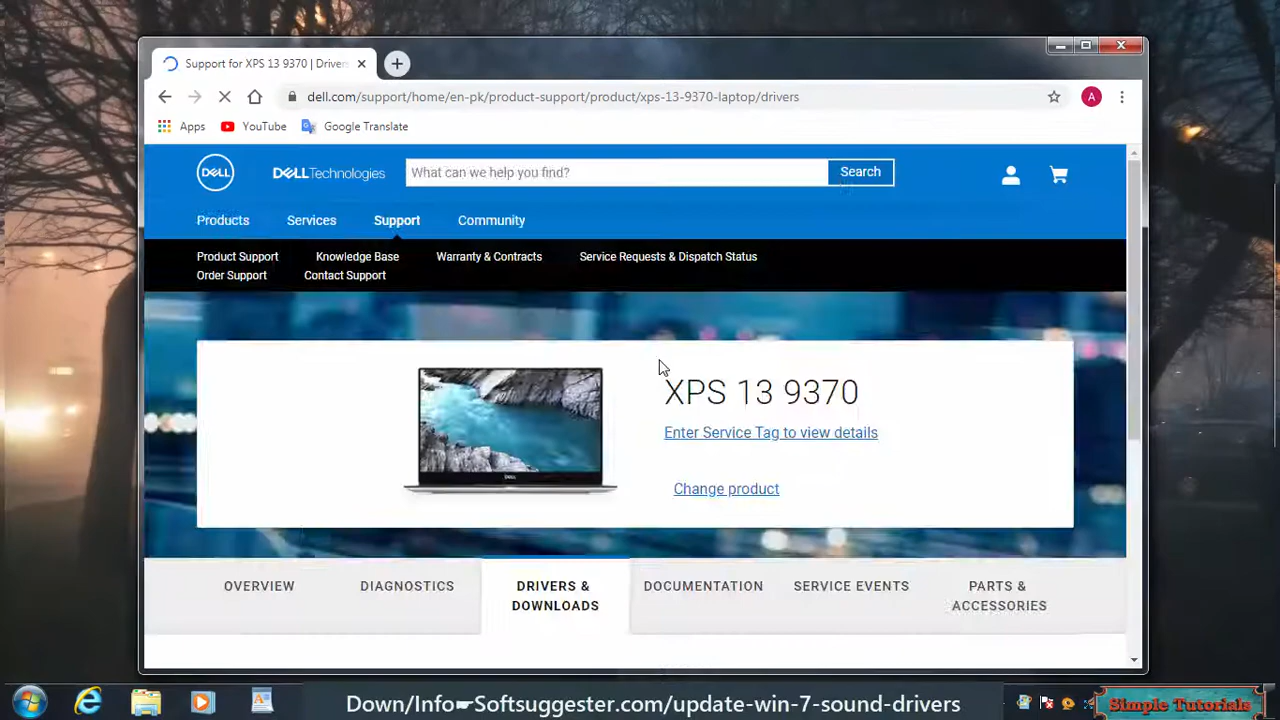 Support for XPS 13 9370 | Driver
dell.com/support/home/en-pk/product-support/product/xps-13-9370-laptop/drivers
A
Apps YouTube Google Translate
DELL DELLTechnologies What can we help you find? Search
Products Services Support Community
Product Support Knowledge Base Warranty & Contracts Service Requests & Dispatch Status
Order Support Contact Support
XPS 13 9370
Enter Service Tag to view details
Change product
OVERVIEW DIAGNOSTICS DRIVERS & DOCUMENTATION SERVICE EVENTS PARTS &
DOWNLOADS ACCESSORIES
Down/Info☛Softsuggester.com/update-win-7-sound-drivers
Simple Tutorials